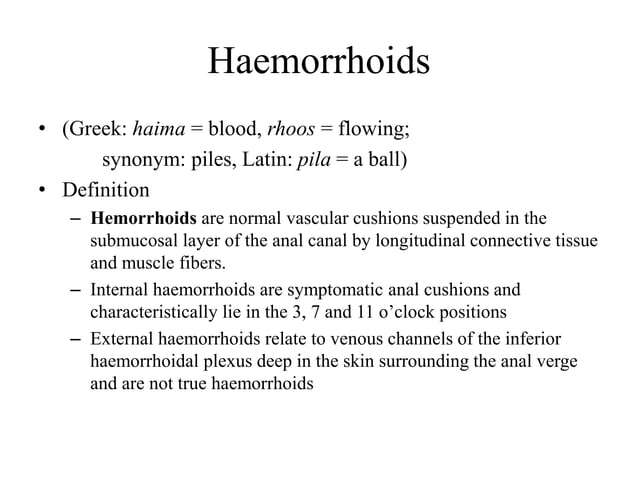 Haemorrhoids
• (Greek: haima = blood, rhoos = flowing;
synonym: piles, Latin: pila = a ball)
• Definition
– Hemorrhoids are normal vascular cushions suspended in the
submucosal layer of the anal canal by longitudinal connective tissue
and muscle fibers.
– Internal haemorrhoids are symptomatic anal cushions and
characteristically lie in the 3, 7 and 11 o’clock positions
– External haemorrhoids relate to venous channels of the inferior
haemorrhoidal plexus deep in the skin surrounding the anal verge
and are not true haemorrhoids